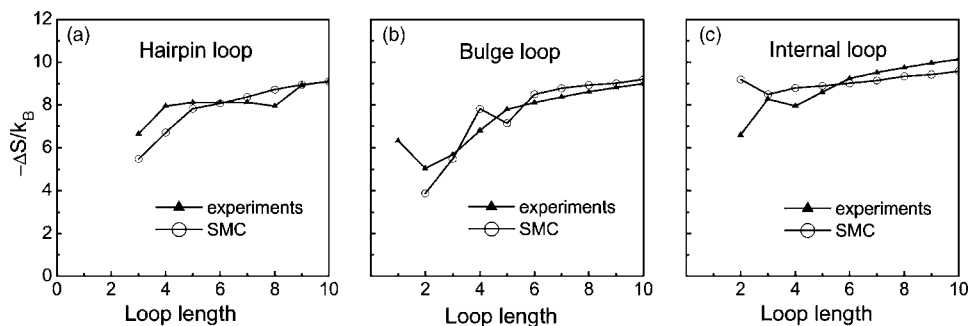 (a) Hairpin loop
(b) Bulge loop
(c) Internal loop
12
10
8
6
4
2
0
−ΔS/k_B
experiments
SMC
experiments
SMC
experiments
SMC
0 2 4 6 8 10
2 4 6 8 10
2 4 6 8 10
Loop length
Loop length
Loop length